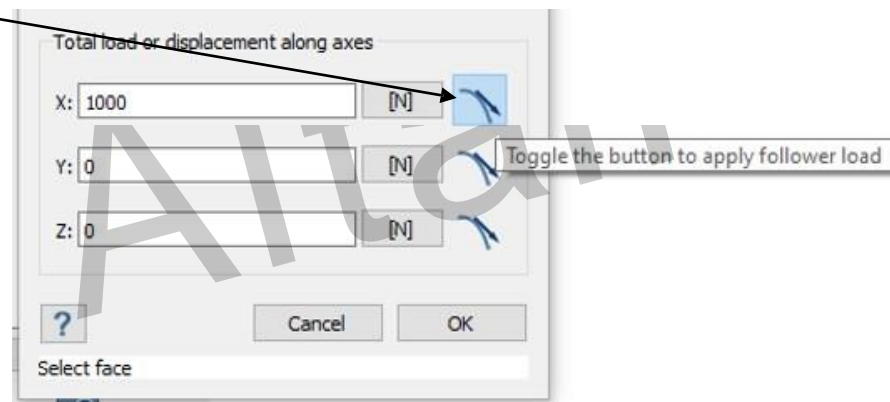 Total load or displacement along axes
X: 1000 [N]
Toggle the button to apply follower load
Y: 0 [N]
Z: 0 [N]
? Cancel OK
Select face